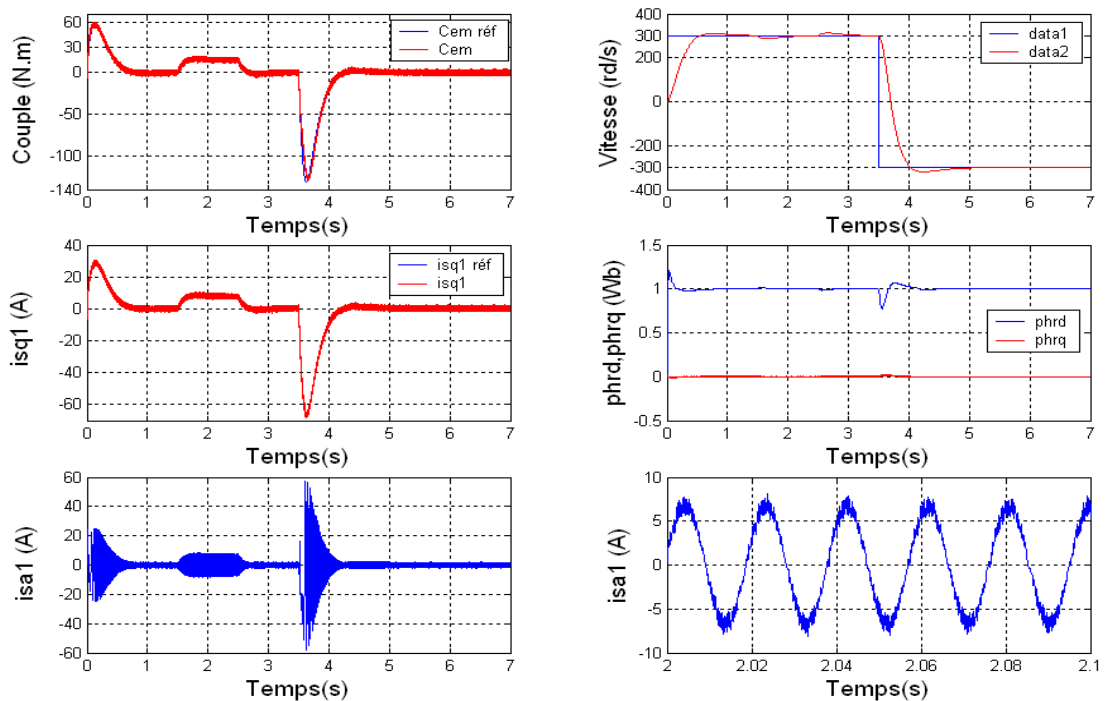 Couple (N.m)
60
30
0
-50
-100
-140
Cem réf
Cem
0 1 2 3 4 5 6 7
Temps(s)
Vitesse (rd/s)
400
300
200
100
0
-100
-200
-300
-400
data1
data2
0 1 2 3 4 5 6 7
Temps(s)
isq1 (A)
40
20
0
-20
-40
-60
isq1 réf
isq1
0 1 2 3 4 5 6 7
Temps(s)
phrd,phrq (Wb)
1.5
1
0.5
0
-0.5
phrd
phrq
0 1 2 3 4 5 6 7
Temps(s)
isa1 (A)
60
40
20
0
-20
-40
-60
0 1 2 3 4 5 6 7
Temps(s)
isa1 (A)
10
5
0
-5
-10
2 2.02 2.04 2.06 2.08 2.1
Temps(s)